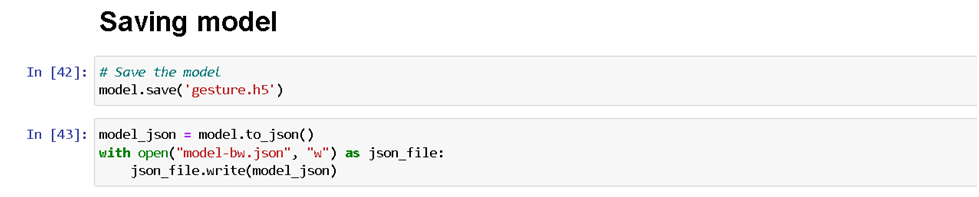 Saving model
In [42]: # Save the model
model.save('gesture.h5')
In [43]: model_json = model.to_json()
with open("model-bw.json", "w") as json_file:
    json_file.write(model_json)